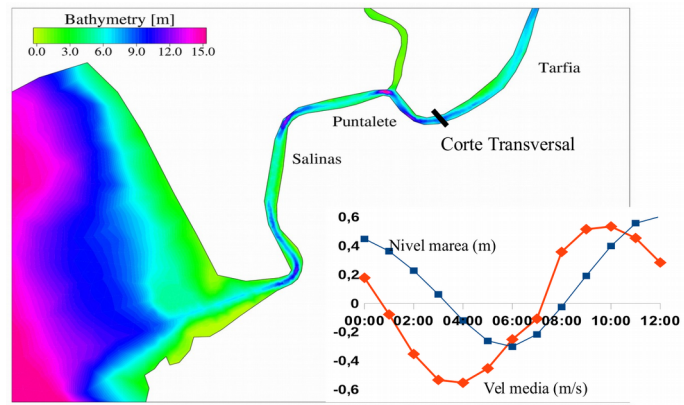 Bathymetry [m]
0.0 3.0 6.0 9.0 12.0 15.0
Tarfia
Puntalete
Corte Transversal
Salinas
0,6
Nivel marea (m)
0,4
0,2
0
00:00 02:00 04:00 06:00 08:00 10:00 12:00
-0,2
-0,4
Vel media (m/s)
-0,6